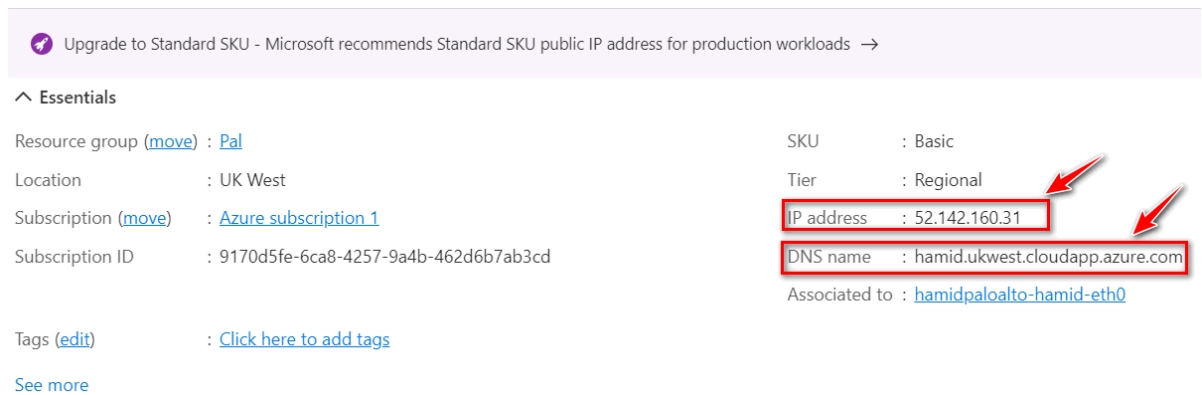 Upgrade to Standard SKU - Microsoft recommends Standard SKU public IP address for production workloads →
Essentials
Resource group (move) : Pal
Location : UK West
Subscription (move) : Azure subscription 1
Subscription ID : 9170d5fe-6ca8-4257-9a4b-462d6b7ab3cd
SKU : Basic
Tier : Regional
IP address : 52.142.160.31
DNS name : hamid.ukwest.cloudapp.azure.com
Associated to : hamidpaloalto-hamid-eth0
Tags (edit) : Click here to add tags
See more